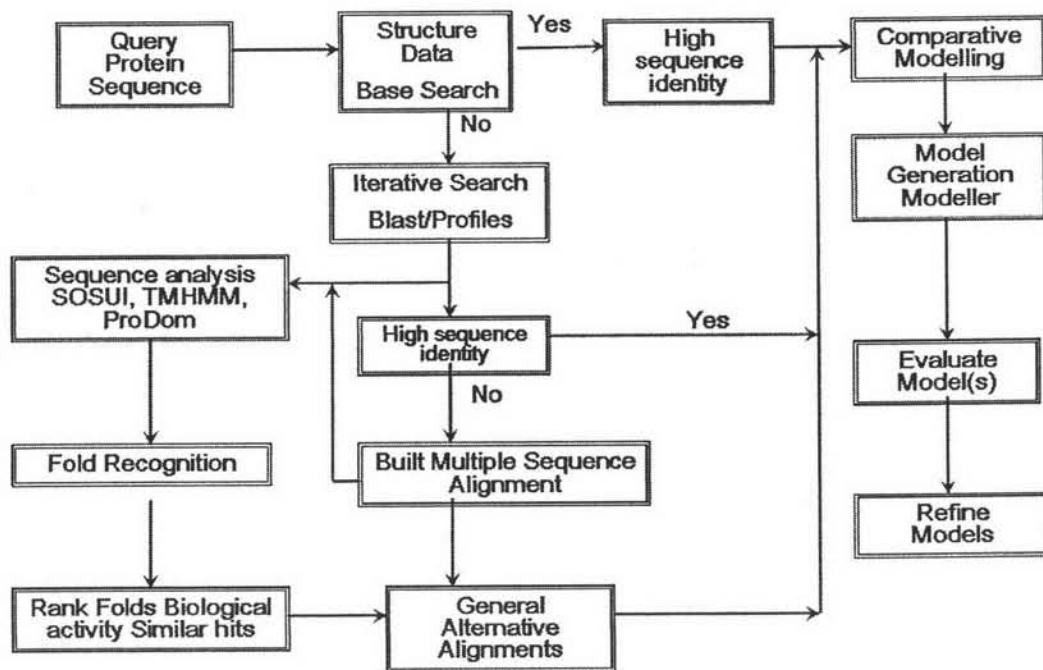 Query
Protein
Sequence
Structure
Data
Base Search
Yes
High
sequence
identity
Comparative
Modelling
No
Iterative Search
Blast/Profiles
Model
Generation
Modeller
Sequence analysis
SOSUI, TMHMM,
ProDom
High sequence
identity
Yes
Evaluate
Model(s)
No
Fold Recognition
Built Multiple Sequence
Alignment
Refine
Models
Rank Folds Biological
activity Similar hits
General
Alternative
Alignments